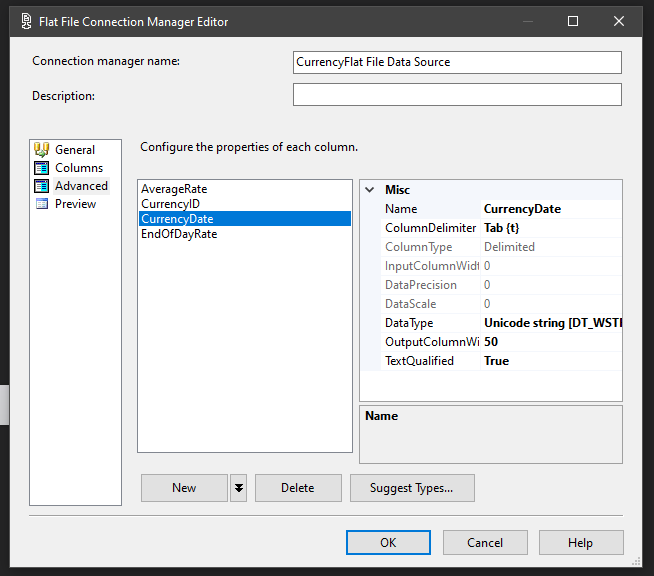 Flat File Connection Manager Editor
Connection manager name: CurrencyFlat File Data Source
Description:
General
Columns
Advanced
Preview
Configure the properties of each column.
AverageRate
CurrencyID
CurrencyDate
EndOfDayRate
Misc
Name CurrencyDate
ColumnDelimiter Tab {t}
ColumnType Delimited
InputColumnWidt 0
DataPrecision 0
DataScale 0
DataType Unicode string [DT_WST
OutputColumnWi 50
TextQualified True
Name
New
Delete
Suggest Types...
OK
Cancel
Help